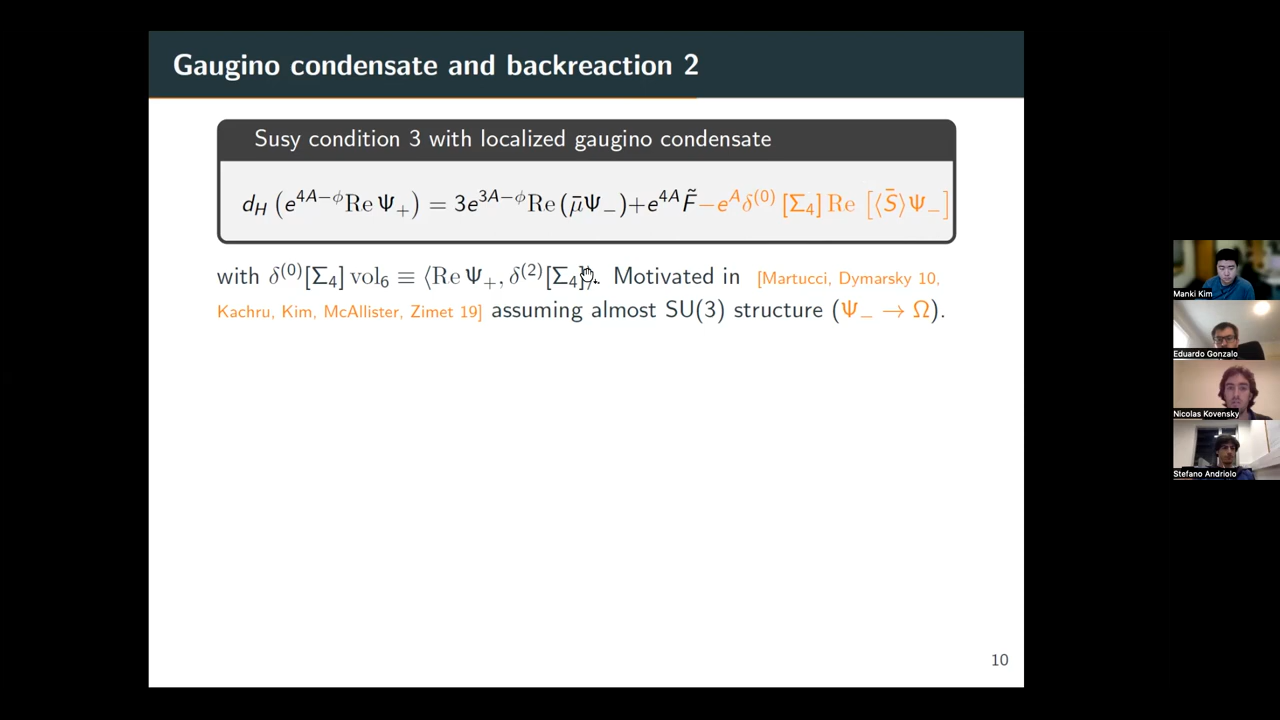 Gaugino condensate and backreaction 2
Susy condition 3 with localized gaugino condensate
d_H (e^{4A−ϕ} Re Ψ_+) = 3e^{3A−ϕ} Re (μ̄Ψ_−) + e^{4A} F̃ − e^A δ^{(0)} [Σ_4] Re [⟨S̄⟩Ψ_−]
with δ^{(0)}[Σ_4] vol_6 ≡ ⟨Re Ψ_+, δ^{(2)}[Σ_4]⟩. Motivated in [Martucci, Dymarsky 10,
Kachru, Kim, McAllister, Zimet 19] assuming almost SU(3) structure (Ψ_− → Ω).
10
Manki Kim
Eduardo Gonzalo
Nicolas Kovensky
Stefano Andriolo